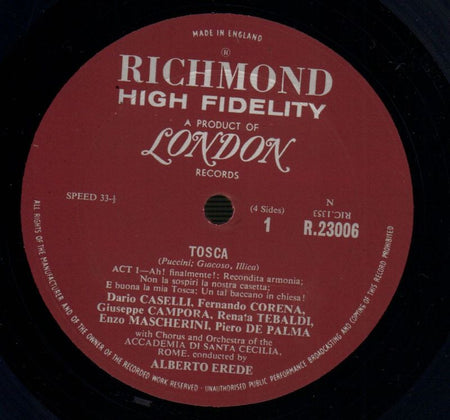 MADE IN ENGLAND
®
RICHMOND
HIGH FIDELITY
A PRODUCT OF
LONDON
RECORDS
SPEED 33-⅓
(4 Sides)
1
R.23006
RIC.1353
N
TOSCA
(Puccini; Giacoso, Illica)
ACT 1—Ah! finalmente!; Recondita armonia;
Non la sospiri la nostra casetta;
E buona la mia Tosca: Un tal baccano in chiesa!
Dario CASELLI, Fernando CORENA,
Giuseppe CAMPORA, Renata TEBALDI,
Enzo MASCHERINI, Piero DE PALMA
with Chorus and Orchestra of the
ACCADEMIA DI SANTA CECILIA,
ROME. conducted by
ALBERTO EREDE
ALL RIGHTS OF THE MANUFACTURER AND OF THE OWNER OF THE RECORDED WORK RESERVED · UNAUTHORISED PUBLIC PERFORMANCE BROADCASTING AND COPYING OF THIS RECORD PROHIBITED